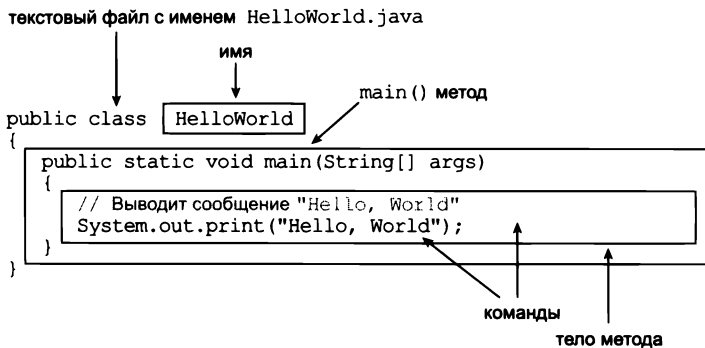 текстовый файл с именем HelloWorld.java
имя
main() метод
public class HelloWorld
{
public static void main(String[] args)
{
// Выводит сообщение "Hello, World"
System.out.print("Hello, World");
}
}
команды
тело метода